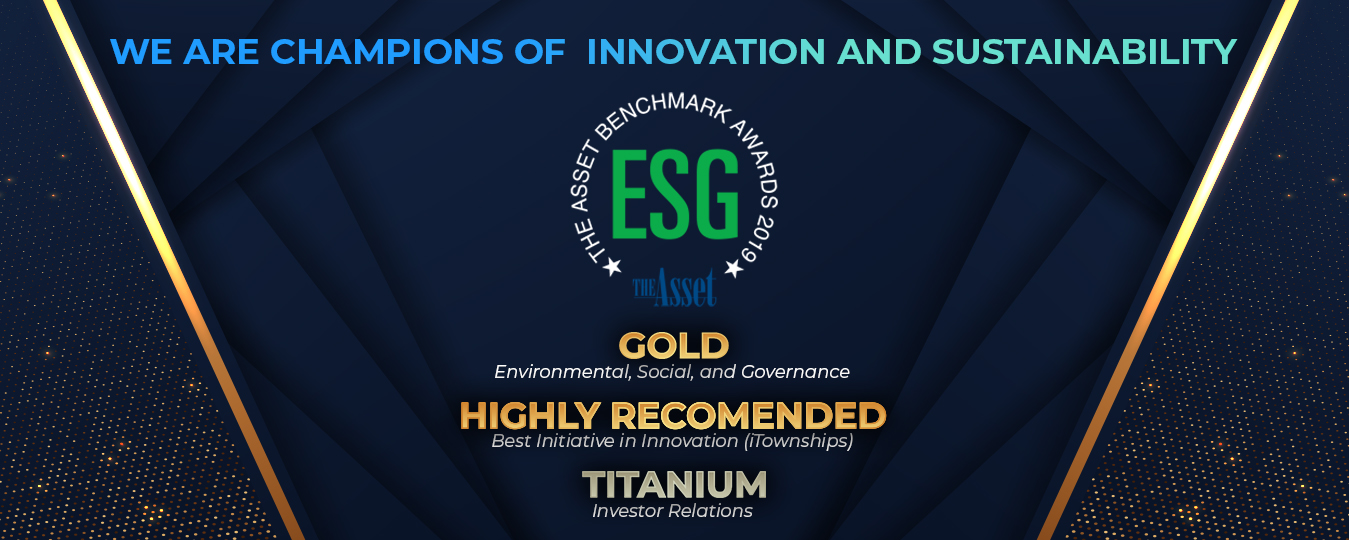 WE ARE CHAMPIONS OF INNOVATION AND SUSTAINABILITY
★ THE ASSET BENCHMARK AWARDS 2019 ★
ESG
THE Asset
GOLD
Environmental, Social, and Governance
HIGHLY RECOMENDED
Best Initiative in Innovation (iTownships)
TITANIUM
Investor Relations